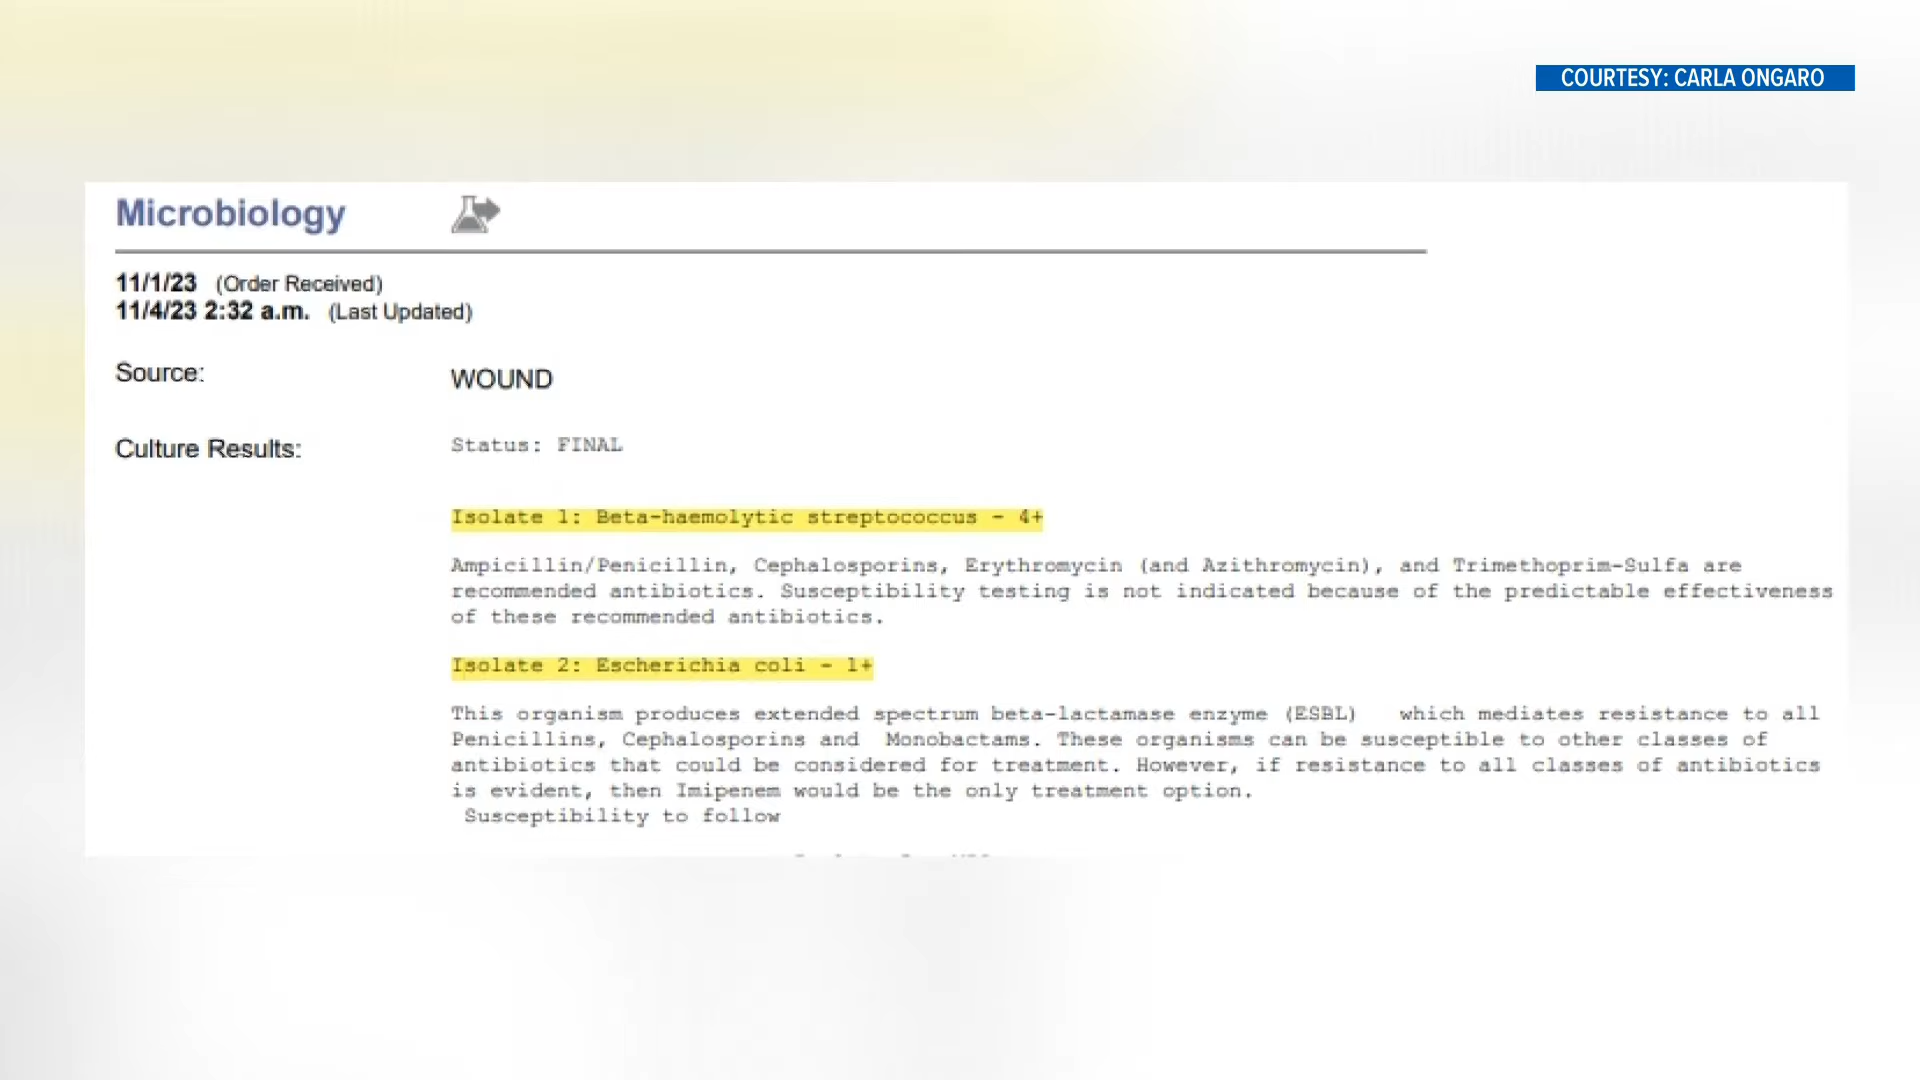 COURTESY: CARLA ONGARO
Microbiology
11/1/23 (Order Received)
11/4/23 2:32 a.m. (Last Updated)
Source: WOUND
Culture Results: Status: FINAL
Isolate 1: Beta-haemolytic streptococcus - 4+
Ampicillin/Penicillin, Cephalosporins, Erythromycin (and Azithromycin), and Trimethoprim-Sulfa are
recommended antibiotics. Susceptibility testing is not indicated because of the predictable effectiveness
of these recommended antibiotics.
Isolate 2: Escherichia coli - 1+
This organism produces extended spectrum beta-lactamase enzyme (ESBL) which mediates resistance to all
Penicillins, Cephalosporins and Monobactams. These organisms can be susceptible to other classes of
antibiotics that could be considered for treatment. However, if resistance to all classes of antibiotics
is evident, then Imipenem would be the only treatment option.
Susceptibility to follow